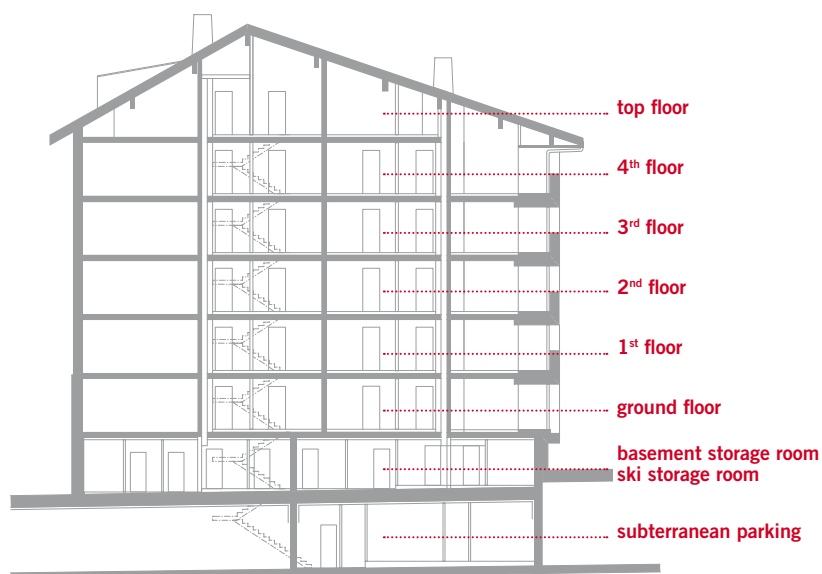 top floor
4th floor
3rd floor
2nd floor
1st floor
ground floor
basement storage room
ski storage room
subterranean parking